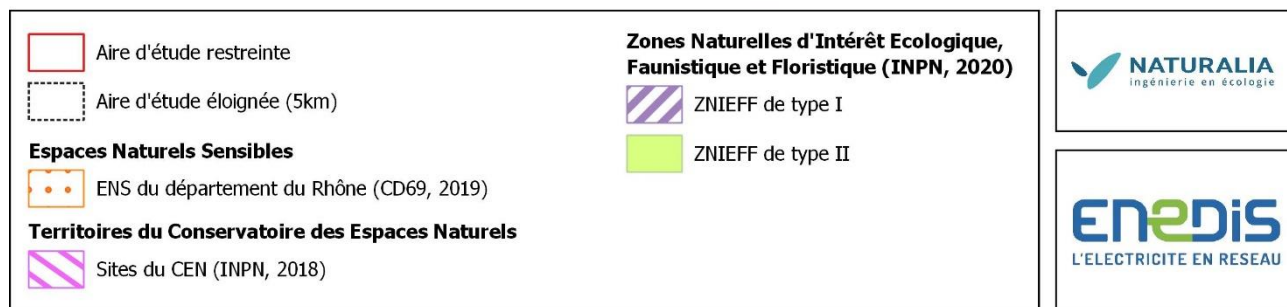 Aire d'étude restreinte
Aire d'étude éloignée (5km)
Espaces Naturels Sensibles
ENS du département du Rhône (CD69, 2019)
Territoires du Conservatoire des Espaces Naturels
Sites du CEN (INPN, 2018)
Zones Naturelles d'Intérêt Ecologique,
Faunistique et Floristique (INPN, 2020)
ZNIEFF de type I
ZNIEFF de type II
NATURALIA
ingénierie en écologie
ENEDIS
L'ELECTRICITE EN RESEAU